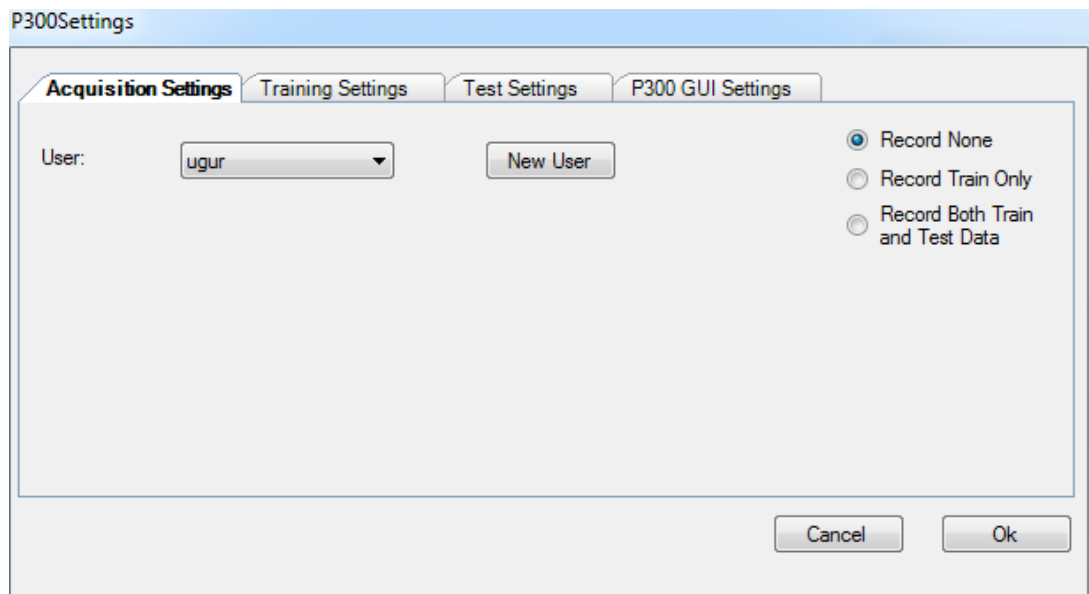 P300Settings
Acquisition Settings
Training Settings
Test Settings
P300 GUI Settings
User:
ugur
New User
Record None
Record Train Only
Record Both Train
and Test Data
Cancel
Ok